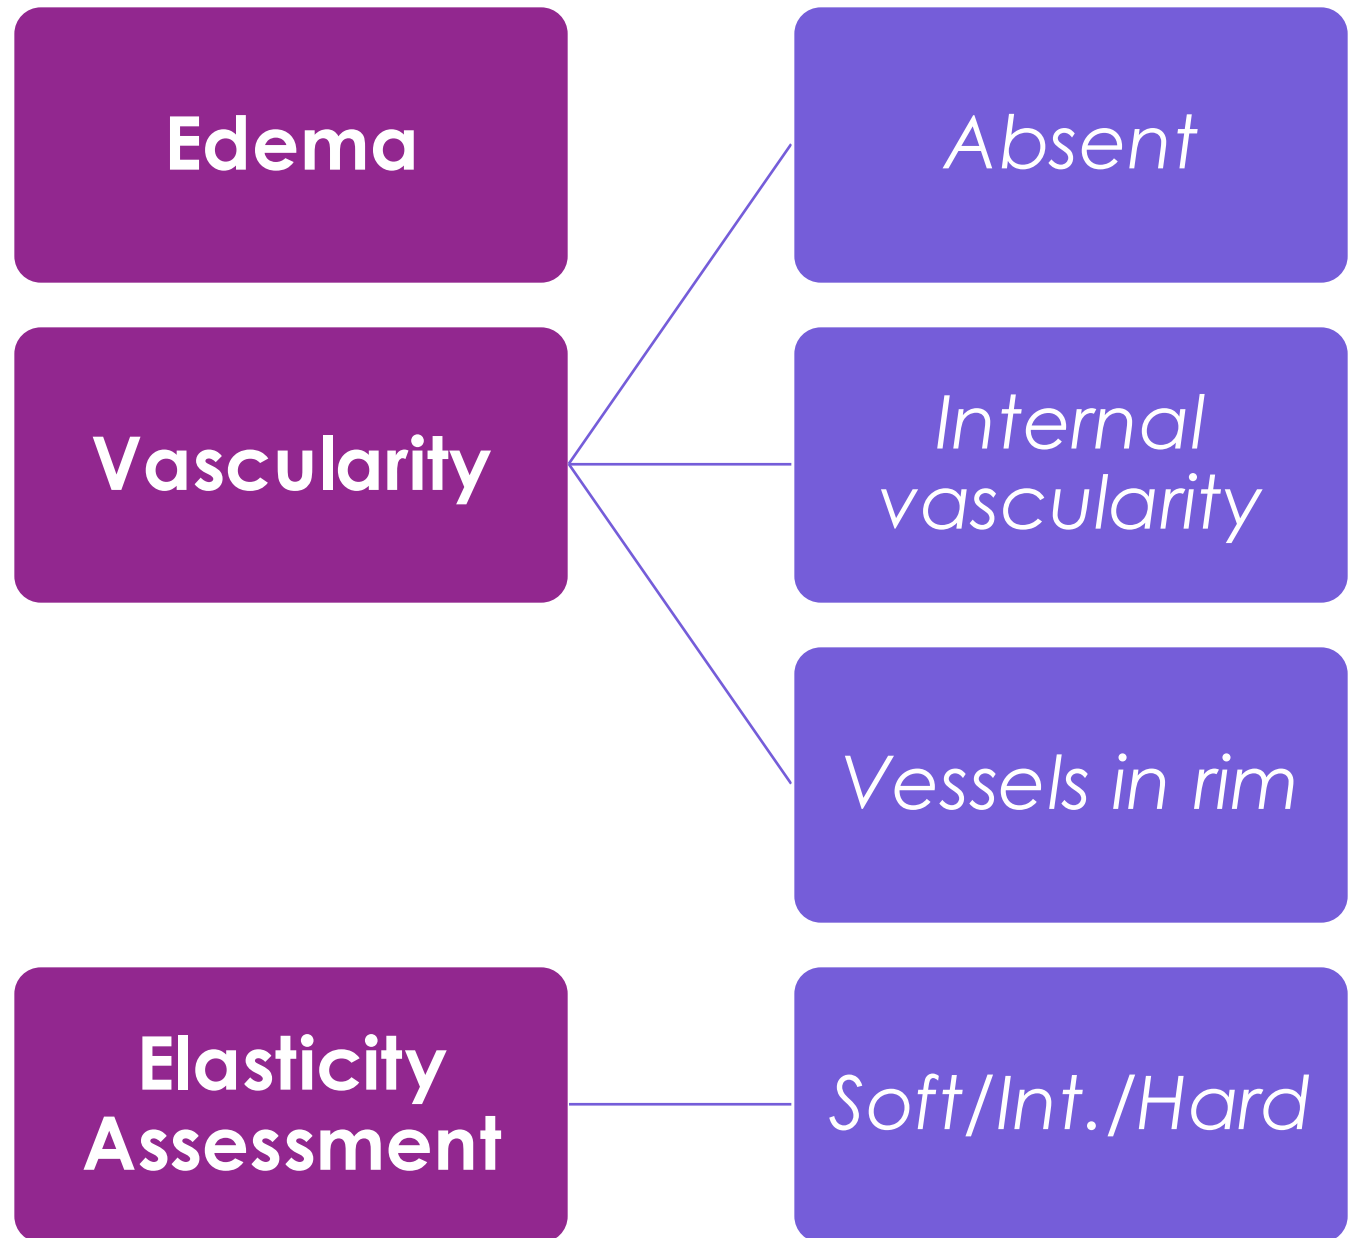 Edema
Absent
Vascularity
Internal
vascularity
Vessels in rim
Elasticity
Assessment
Soft/Int./Hard